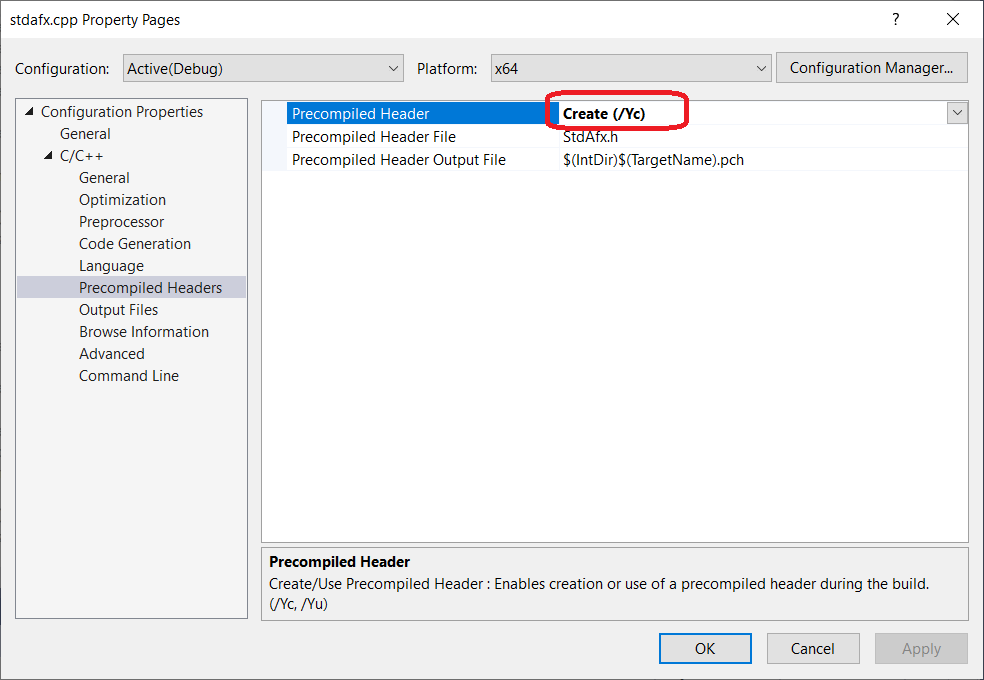 stdafx.cpp Property Pages
?
Configuration: Active(Debug) Platform: x64 Configuration Manager...
Configuration Properties
General
C/C++
General
Optimization
Preprocessor
Code Generation
Language
Precompiled Headers
Output Files
Browse Information
Advanced
Command Line
Precompiled Header Create (/Yc)
Precompiled Header File StdAfx.h
Precompiled Header Output File $(IntDir)$(TargetName).pch
Precompiled Header
Create/Use Precompiled Header : Enables creation or use of a precompiled header during the build.
(/Yc, /Yu)
OK Cancel Apply